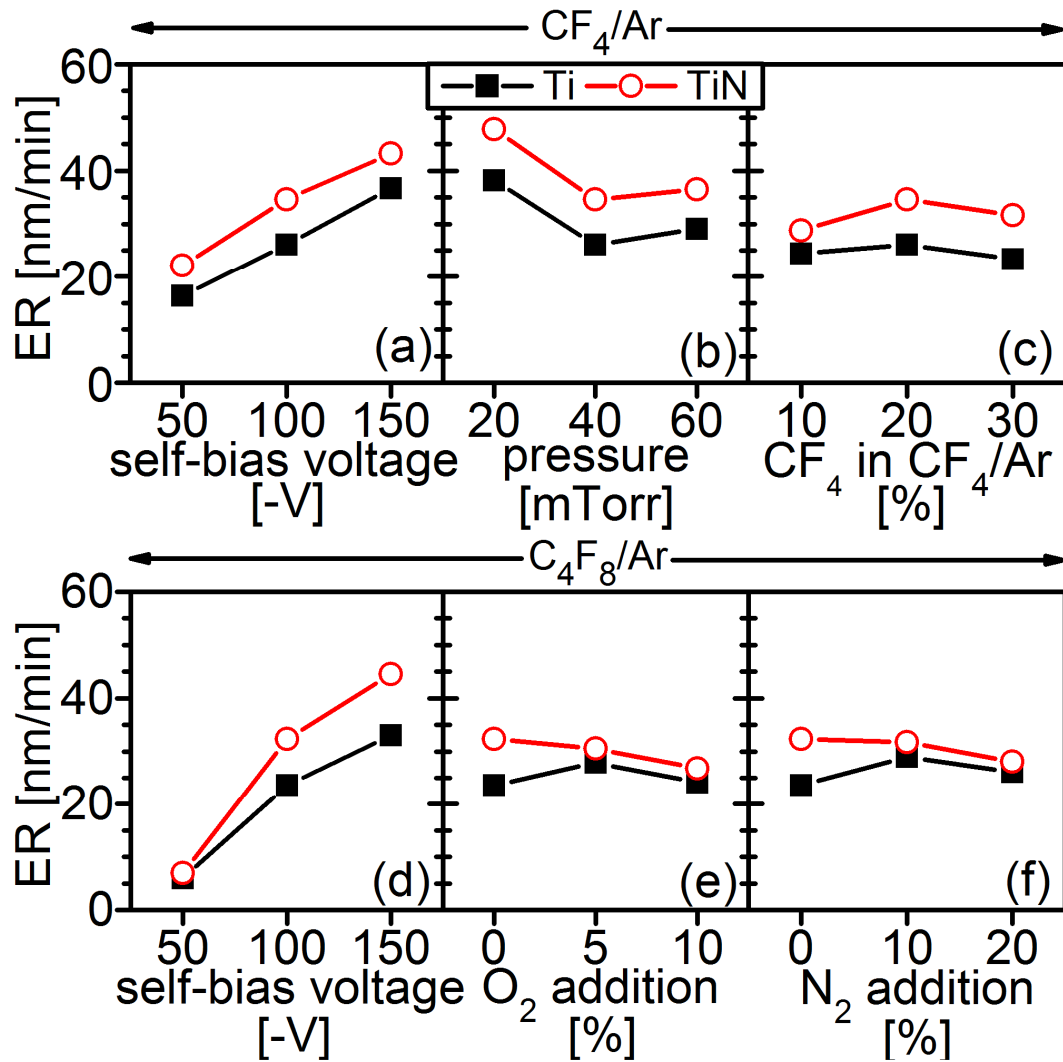 CF₄/Ar
Ti TiN
ER [nm/min]
60
40
20
0
(a) (b) (c)
50 100 150 20 40 60 10 20 30
self-bias voltage pressure CF₄ in CF₄/Ar
[-V] [mTorr] [%]
C₄F₈/Ar
ER [nm/min]
60
40
20
0
(d) (e) (f)
50 100 150 0 5 10 0 10 20
self-bias voltage O₂ addition N₂ addition
[-V] [%] [%]